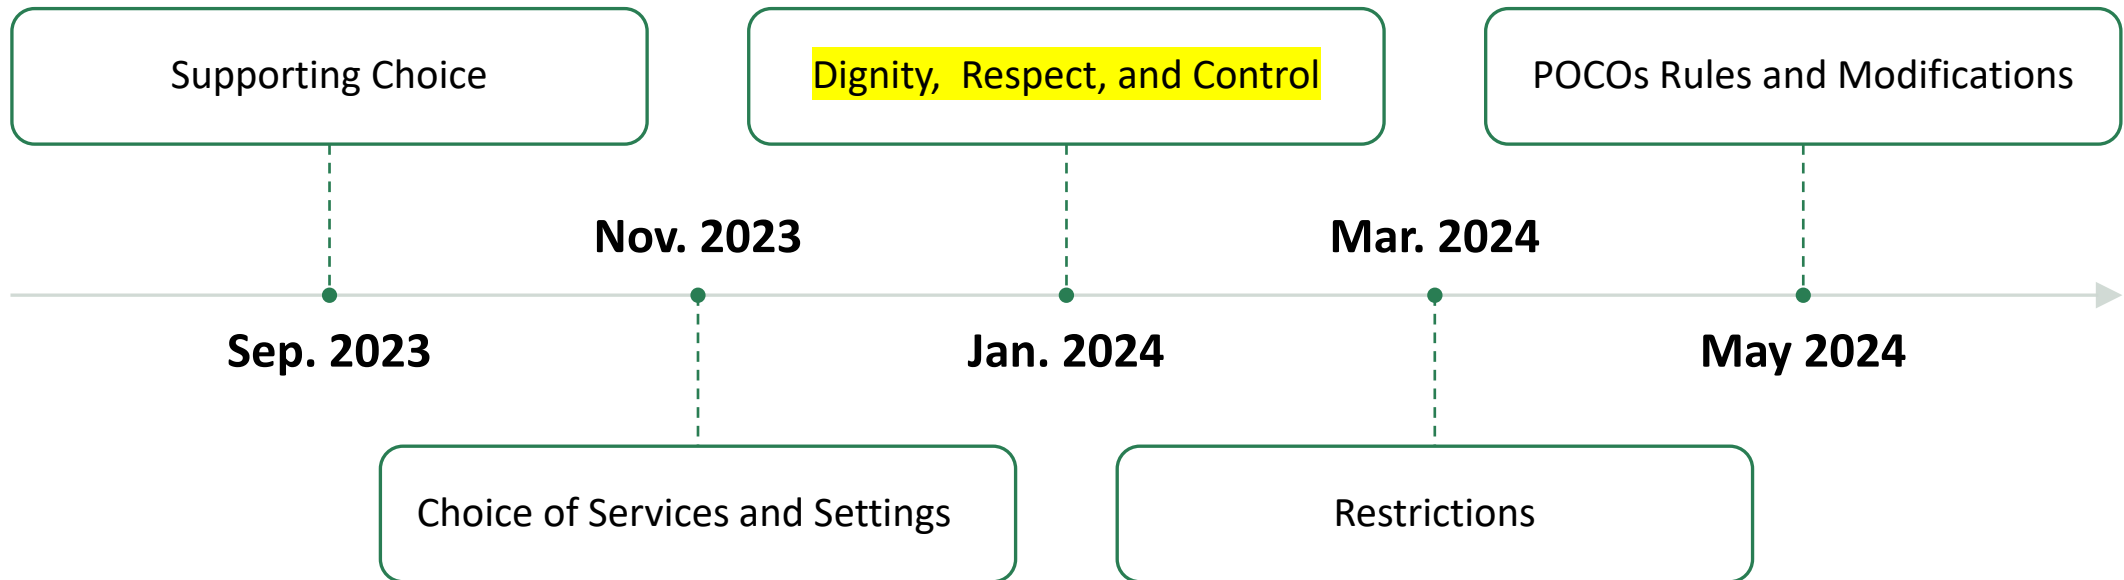 Supporting Choice
Dignity,  Respect, and Control
POCOs Rules and Modifications
Nov. 2023
Mar. 2024
Sep. 2023
Jan. 2024
May 2024
Choice of Services and Settings
Restrictions